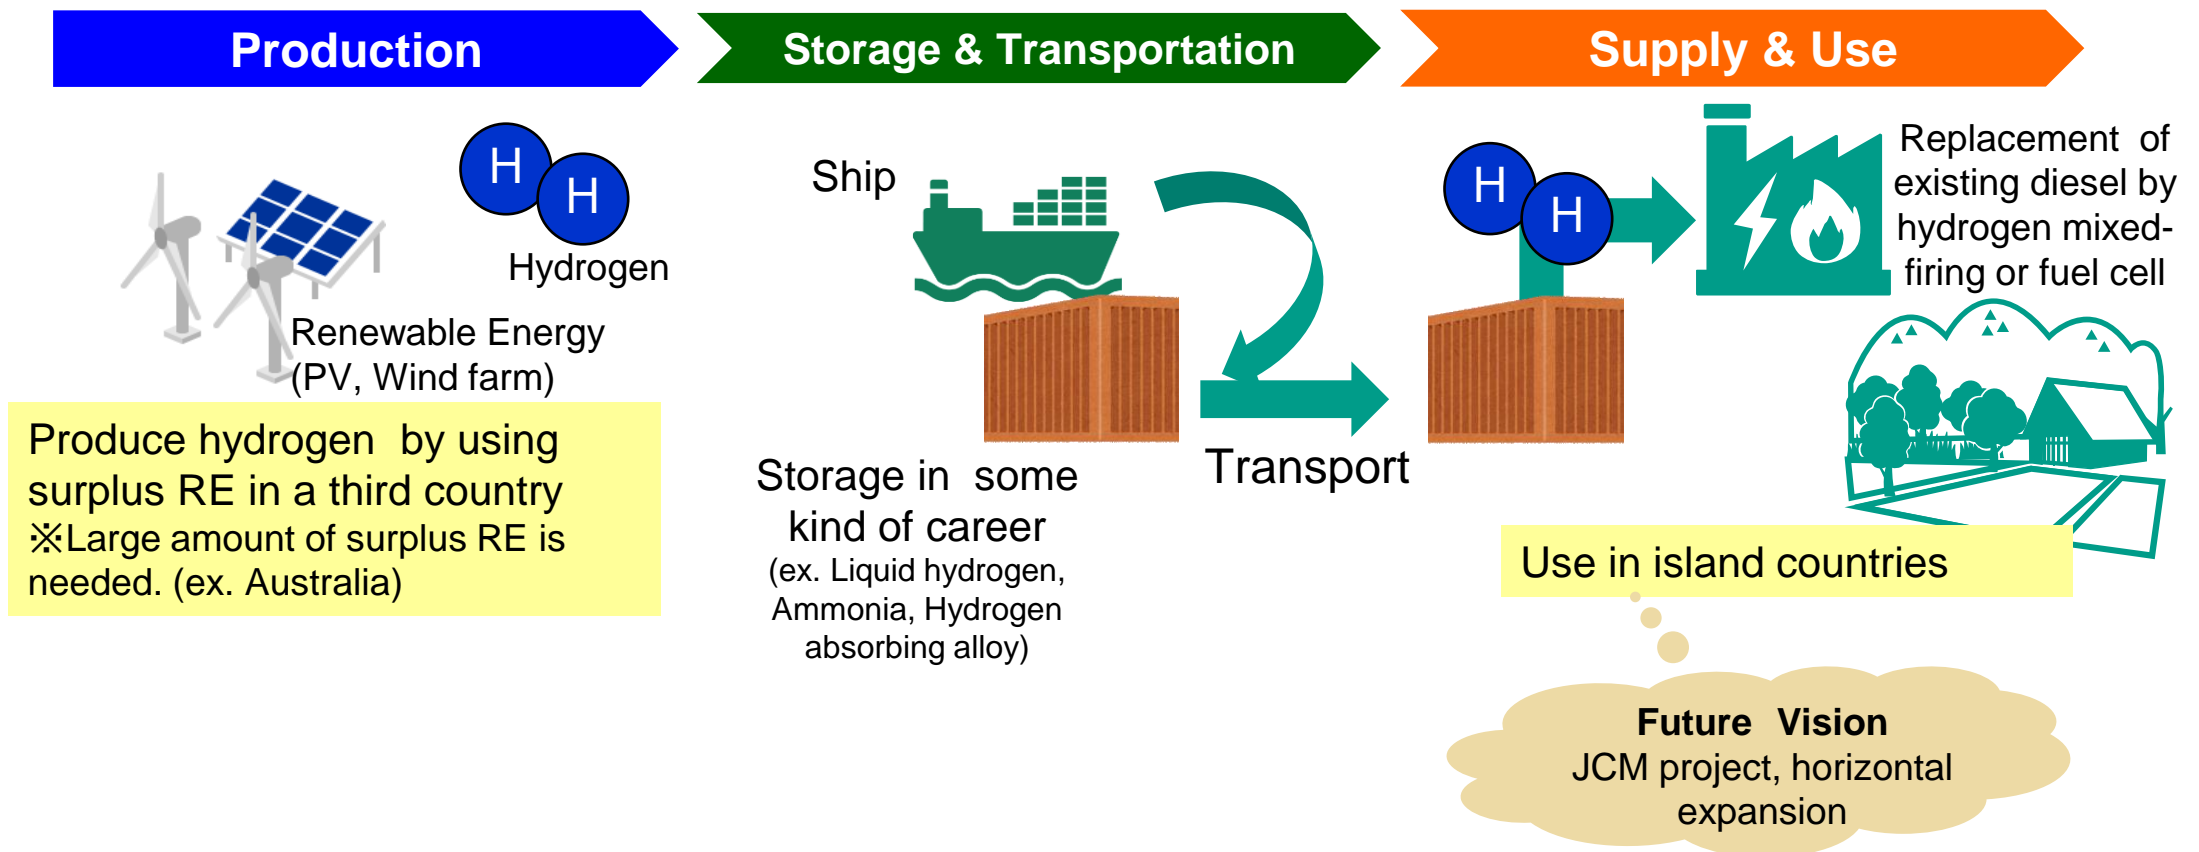 Production
Storage & Transportation
Supply & Use
H
H
Hydrogen
Renewable Energy
(PV, Wind farm)
Produce hydrogen by using
surplus RE in a third country
※Large amount of surplus RE is
needed. (ex. Australia)
Ship
Storage in some
kind of career
(ex. Liquid hydrogen,
Ammonia, Hydrogen
absorbing alloy)
Transport
H
H
Replacement of
existing diesel by
hydrogen mixed-
firing or fuel cell
Use in island countries
Future Vision
JCM project, horizontal
expansion